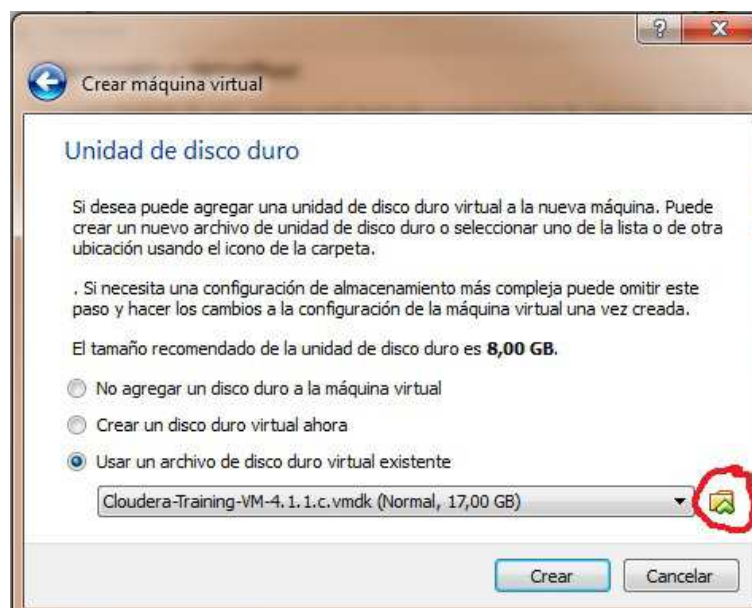 Crear máquina virtual
Unidad de disco duro
Si desea puede agregar una unidad de disco duro virtual a la nueva máquina. Puede
crear un nuevo archivo de unidad de disco duro o seleccionar uno de la lista o de otra
ubicación usando el icono de la carpeta.
. Si necesita una configuración de almacenamiento más compleja puede omitir este
paso y hacer los cambios a la configuración de la máquina virtual una vez creada.
El tamaño recomendado de la unidad de disco duro es 8,00 GB.
No agregar un disco duro a la máquina virtual
Crear un disco duro virtual ahora
Usar un archivo de disco duro virtual existente
Cloudera-Training-VM-4.1.1.c.vmdk (Normal, 17,00 GB)
Crear Cancelar